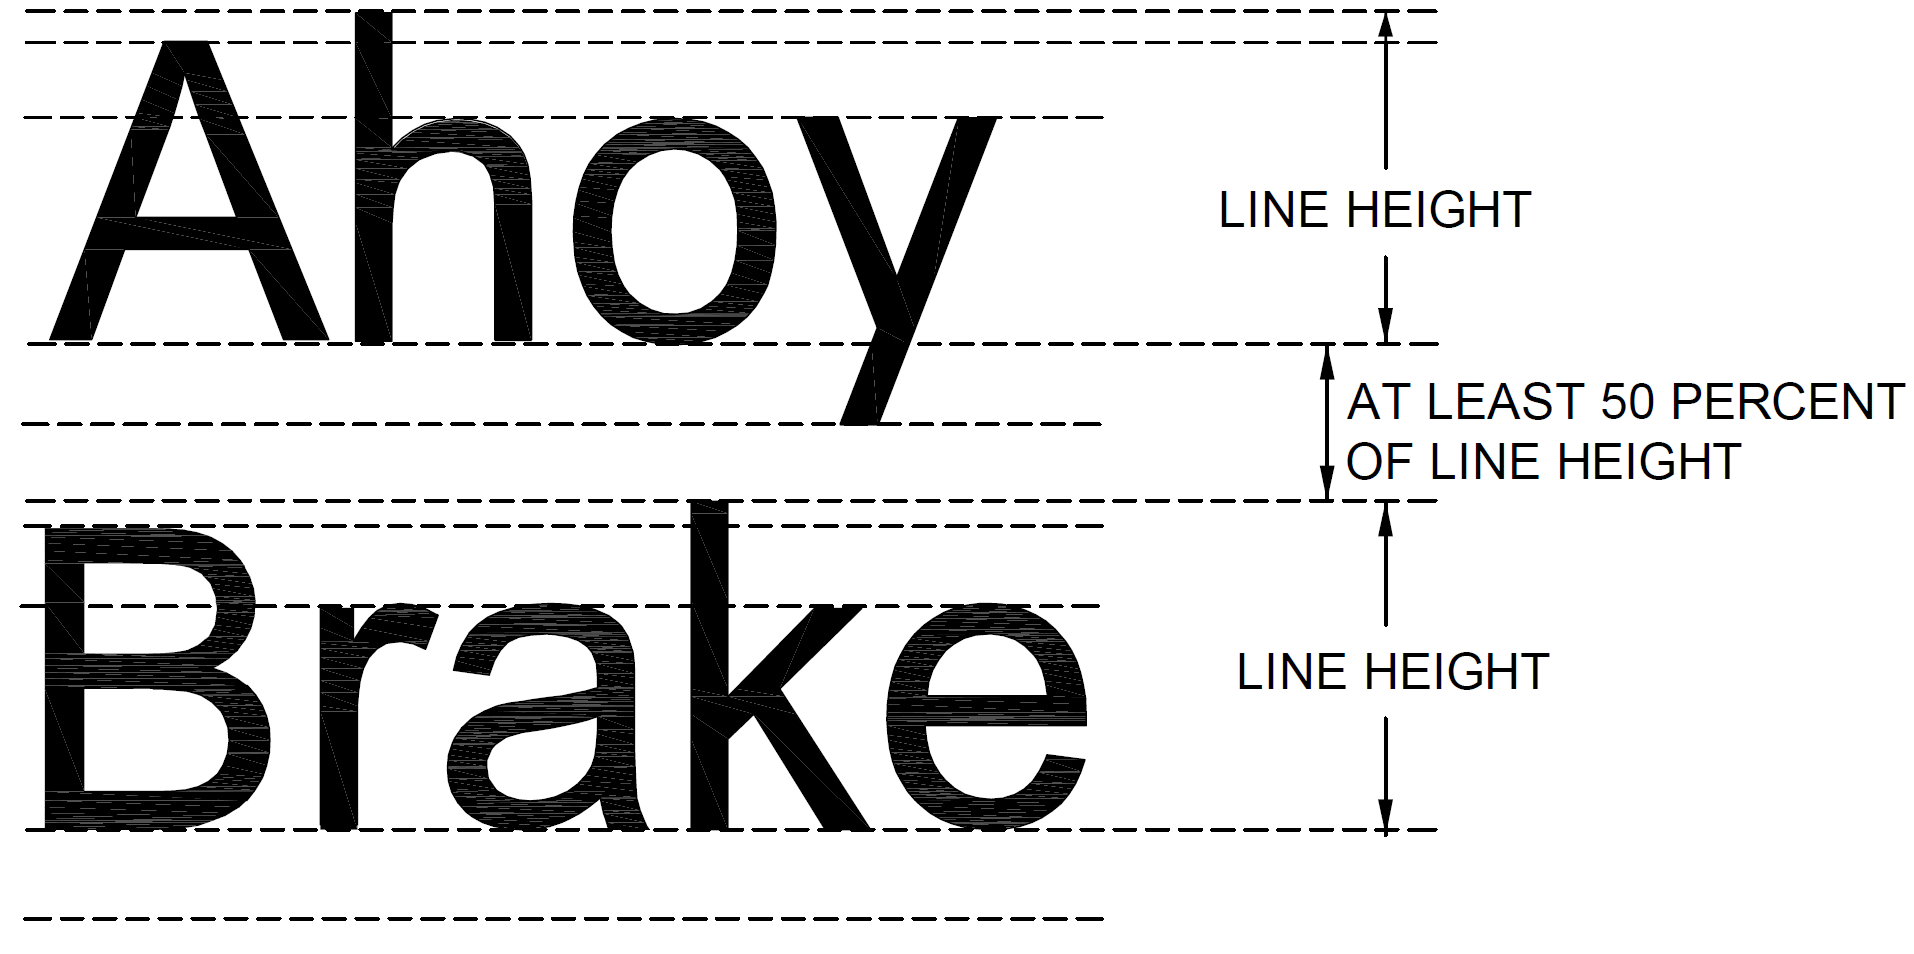 Ahoy
LINE HEIGHT
AT LEAST 50 PERCENT
OF LINE HEIGHT
Brake
LINE HEIGHT